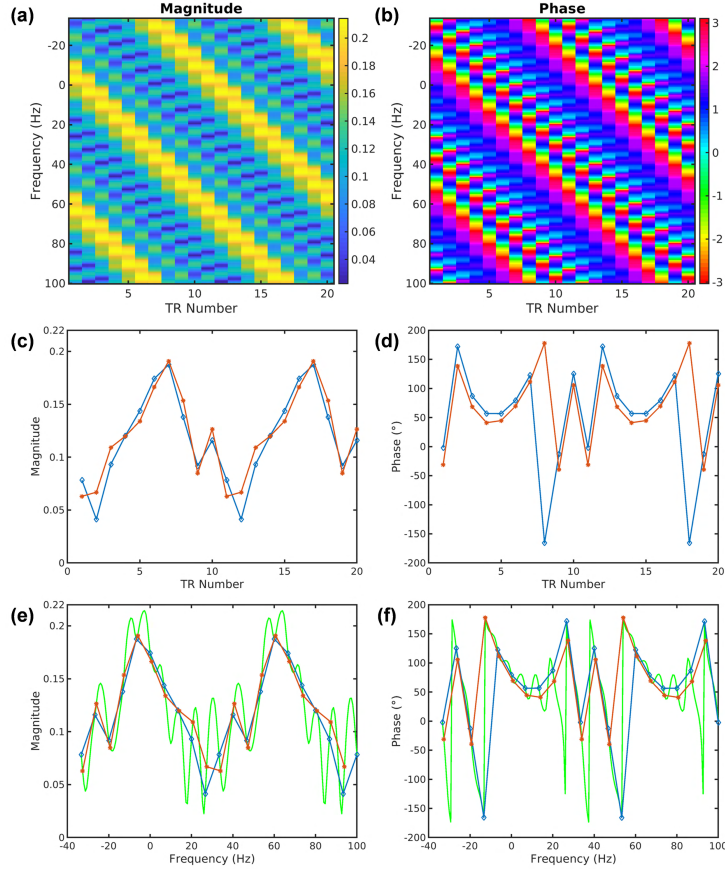 (a) Magnitude (b) Phase
Frequency (Hz)
-20
0
20
40
60
80
100
5 10 15 20
TR Number
0.2
0.18
0.16
0.14
0.12
0.1
0.08
0.06
0.04
Frequency (Hz)
-20
0
20
40
60
80
100
5 10 15 20
TR Number
3
2
1
0
-1
-2
-3
(c)
Magnitude
0.22
0.2
0.15
0.1
0.05
0
0 5 10 15 20
TR Number
(d)
Phase (°)
200
150
100
50
0
-50
-100
-150
-200
0 5 10 15 20
TR Number
(e)
Magnitude
0.22
0.2
0.15
0.1
0.05
0
-40 -20 0 20 40 60 80 100
Frequency (Hz)
(f)
Phase (°)
200
150
100
50
0
-50
-100
-150
-200
-40 -20 0 20 40 60 80 100
Frequency (Hz)